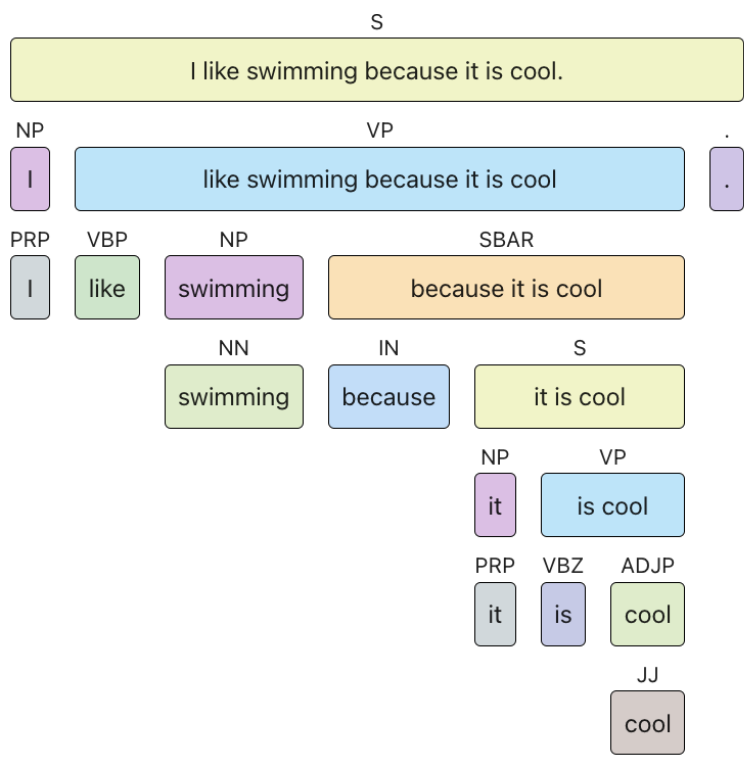 S
I like swimming because it is cool.
NP VP .
I like swimming because it is cool .
PRP VBP NP SBAR
I like swimming because it is cool
NN IN S
swimming because it is cool
NP VP
it is cool
PRP VBZ ADJP
it is cool
JJ
cool